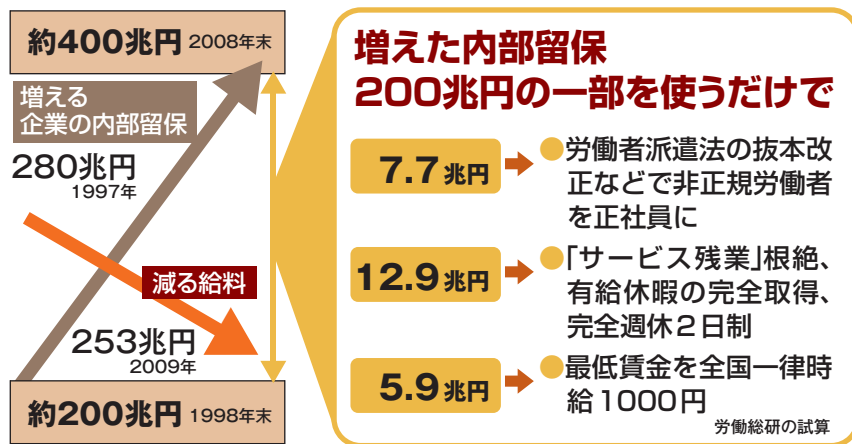 約400兆円 2008年末
増える
企業の内部留保
280兆円
1997年
減る給料
253兆円
2009年
約200兆円 1998年末
増えた内部留保
200兆円の一部を使うだけで
7.7兆円
●労働者派遣法の抜本改
正などで非正規労働者
を正社員に
12.9兆円
●「サービス残業」根絶、
有給休暇の完全取得、
完全週休2日制
5.9兆円
●最低賃金を全国一律時
給1000円
労働総研の試算